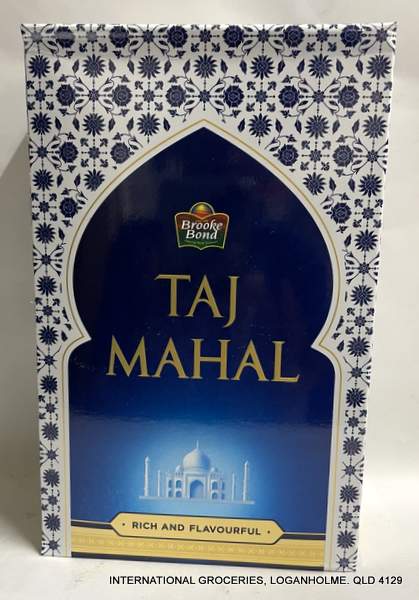 Brooke
Bond
TAJ
MAHAL
· RICH AND FLAVOURFUL ·
INTERNATIONAL GROCERIES, LOGANHOLME. QLD 4129